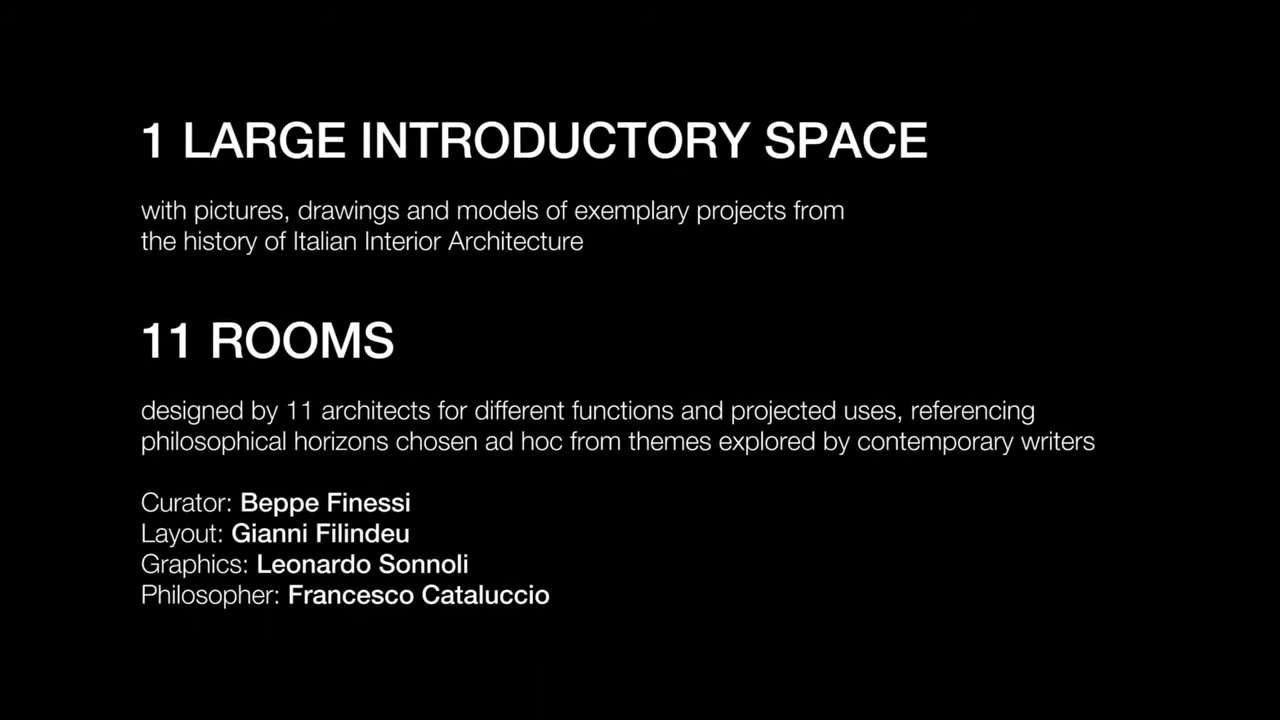 1 LARGE INTRODUCTORY SPACE
with pictures, drawings and models of exemplary projects from
the history of Italian Interior Architecture
11 ROOMS
designed by 11 architects for different functions and projected uses, referencing
philosophical horizons chosen ad hoc from themes explored by contemporary writers
Curator: Beppe Finessi
Layout: Gianni Filindeu
Graphics: Leonardo Sonnoli
Philosopher: Francesco Cataluccio